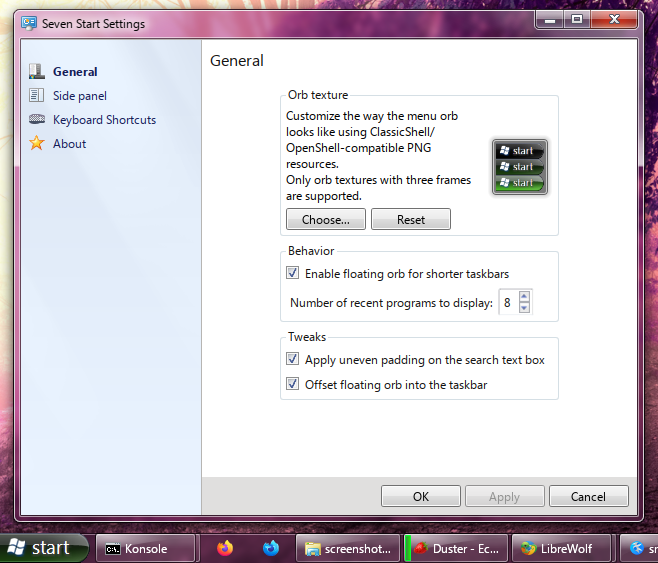 Seven Start Settings
General
Side panel
Keyboard Shortcuts
About
General
Orb texture
Customize the way the menu orb
looks like using ClassicShell/
OpenShell-compatible PNG
resources.
Only orb textures with three frames
are supported.
start
start
start
Choose...
Reset
Behavior
Enable floating orb for shorter taskbars
Number of recent programs to display: 8
Tweaks
Apply uneven padding on the search text box
Offset floating orb into the taskbar
OK
Apply
Cancel
start
Konsole
screenshot...
Duster - Ec...
LibreWolf